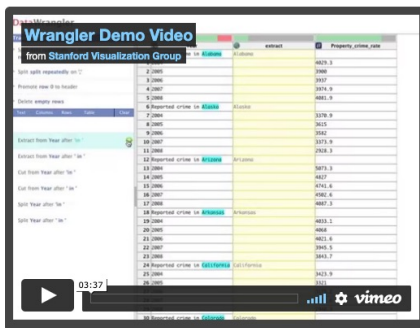 DataWrangler
Wrangler Demo Video
from Stanford Visualization Group
Split split repeatedly on
Promote row 0 to header
Delete empty rows
Text Columns Rows Table Clear
Extract from Year after 'in '
Extract from Year after ' in '
Cut from Year after ' in '
Cut from Year after ' in '
Split Year after ' in '
Split Year after ' in '
extract Property_crime_rate
Reported crime in Alabama Alabama
1 2004 4029.3
2 2005 3900
3 2006 3937
4 2007 3974.9
5 2008 4081.9
6 Reported crime in Alaska Alaska
7 2004 3370.9
8 2005 3615
9 2006 3582
10 2007 3373.9
11 2008 2928.3
12 Reported crime in Arizona Arizona
13 2004 5073.3
14 2005 4827
15 2006 4741.6
16 2007 4502.6
17 2008 4087.3
18 Reported crime in Arkansas Arkansas
19 2004 4033.1
20 2005 4068
21 2006 4021.6
22 2007 3945.5
23 2008 3843.7
24 Reported crime in California California
25 2004 3423.9
26 2005 3321
03:37
vimeo
30 Reported crime in Colorado Colorado